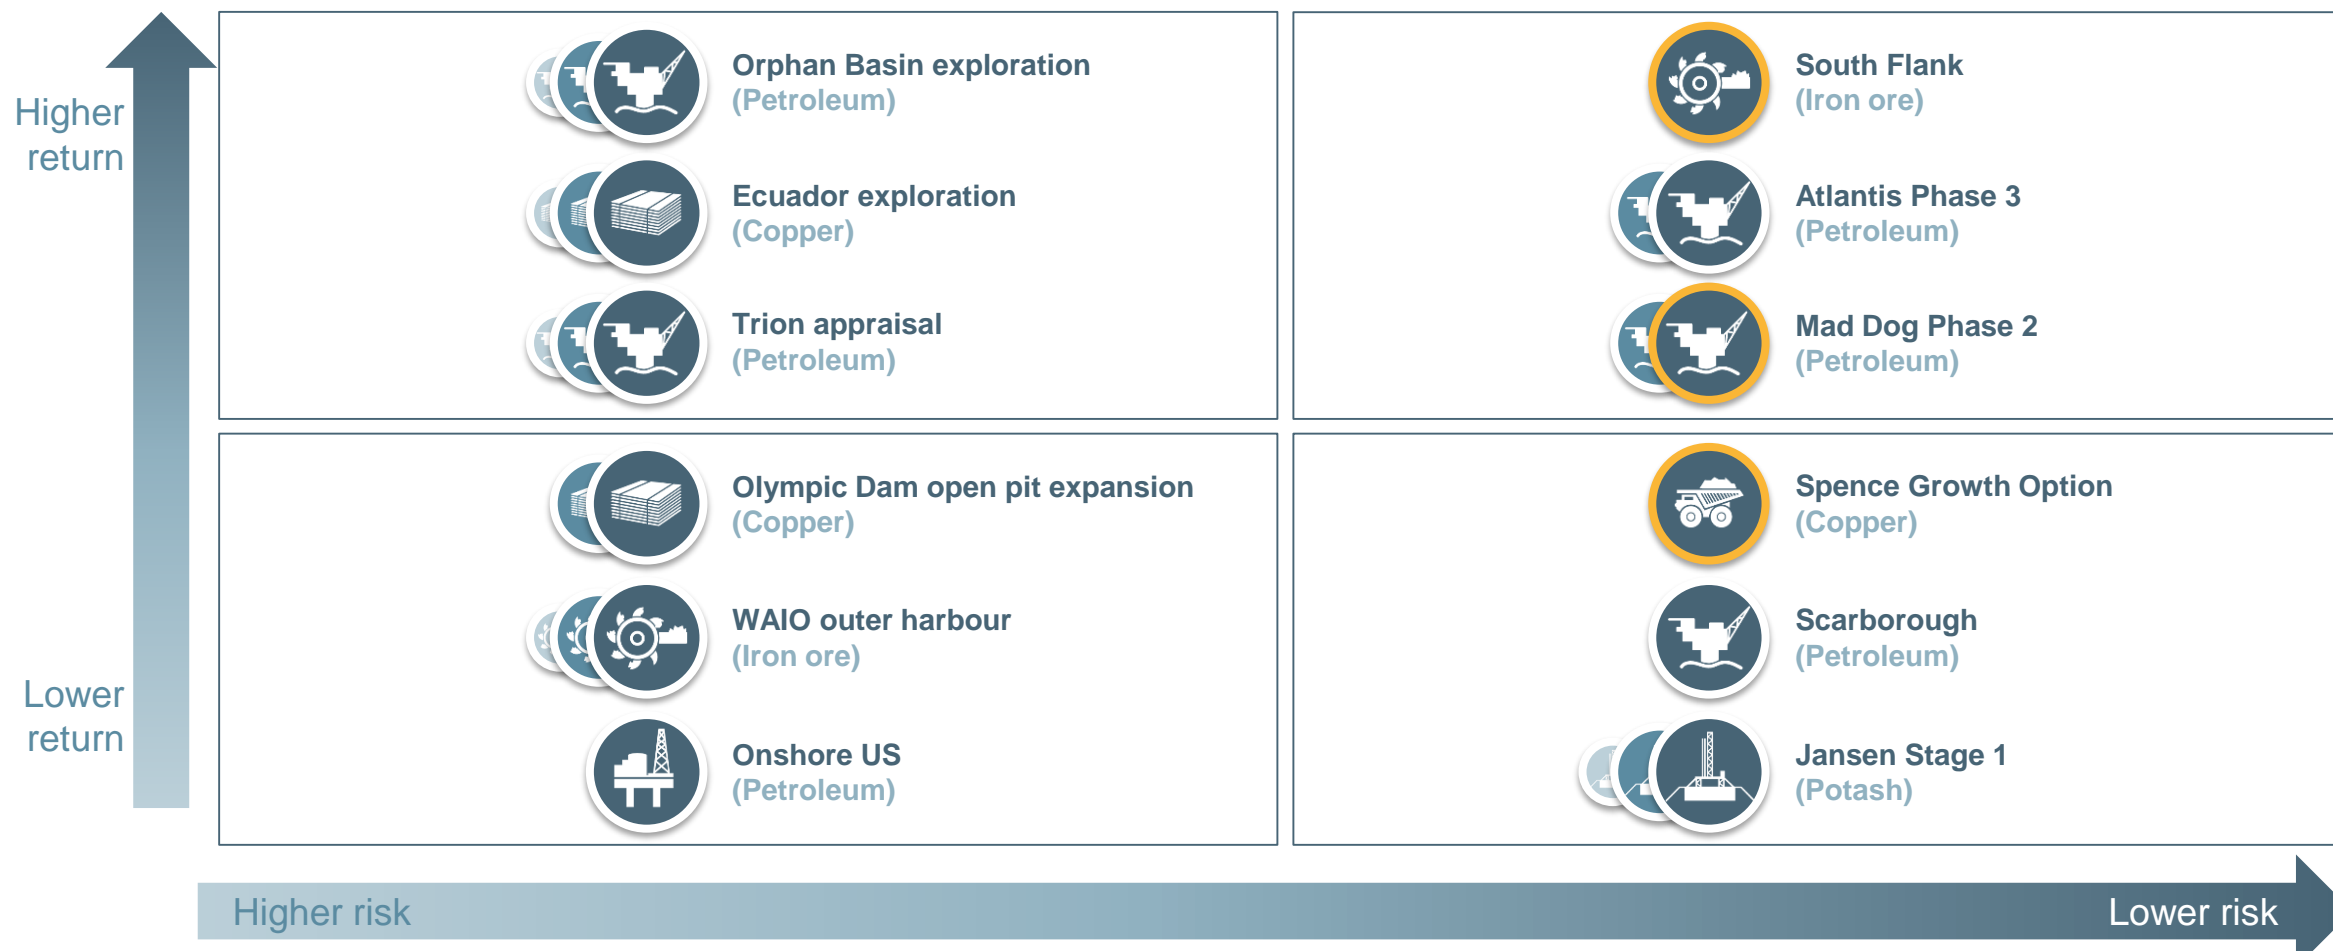 Higher
return
Orphan Basin exploration
(Petroleum)
Ecuador exploration
(Copper)
Trion appraisal
(Petroleum)
South Flank
(Iron ore)
Atlantis Phase 3
(Petroleum)
Mad Dog Phase 2
(Petroleum)
Lower
return
Olympic Dam open pit expansion
(Copper)
WAIO outer harbour
(Iron ore)
Onshore US
(Petroleum)
Spence Growth Option
(Copper)
Scarborough
(Petroleum)
Jansen Stage 1
(Potash)
Higher risk
Lower risk